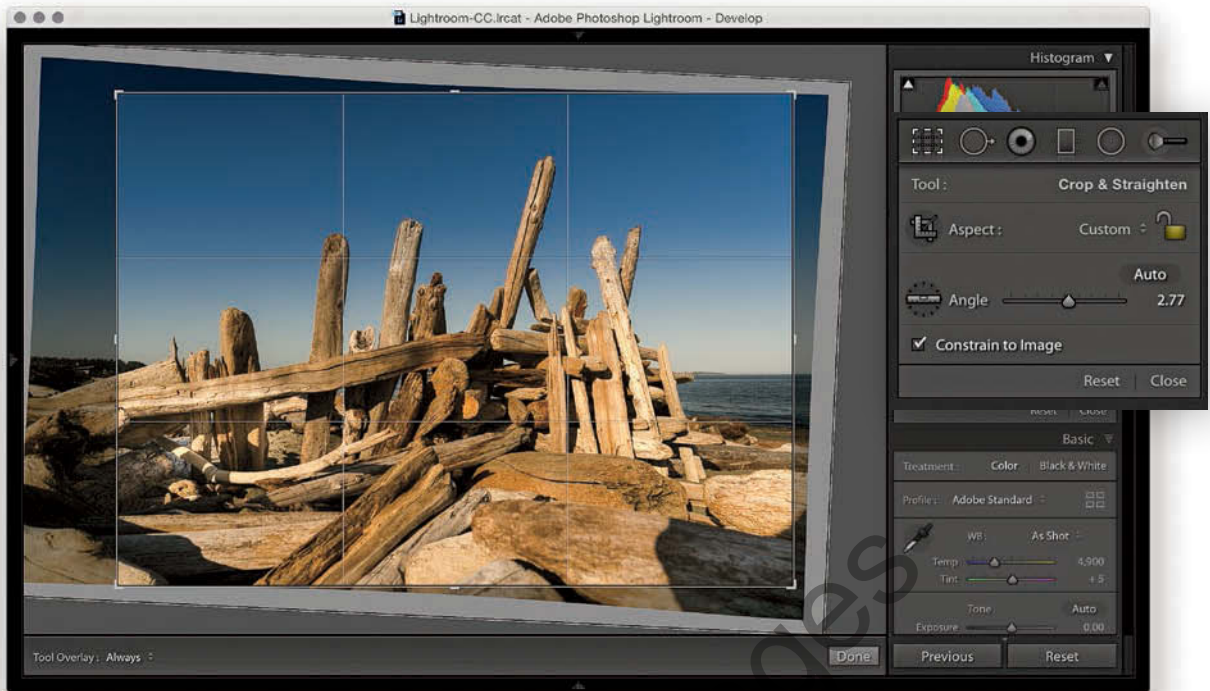 Lightroom-CC.lrcat - Adobe Photoshop Lightroom - Develop
Histogram
Tool : Crop & Straighten
Aspect : Custom
Auto
Angle 2.77
Constrain to Image
Reset Close
Reset Close
Basic
Treatment : Color Black & White
Profile : Adobe Standard
WB : As Shot
Temp 4,900
Tint + 5
Tone Auto
Exposure 0.00
Tool Overlay : Always Done Previous Reset